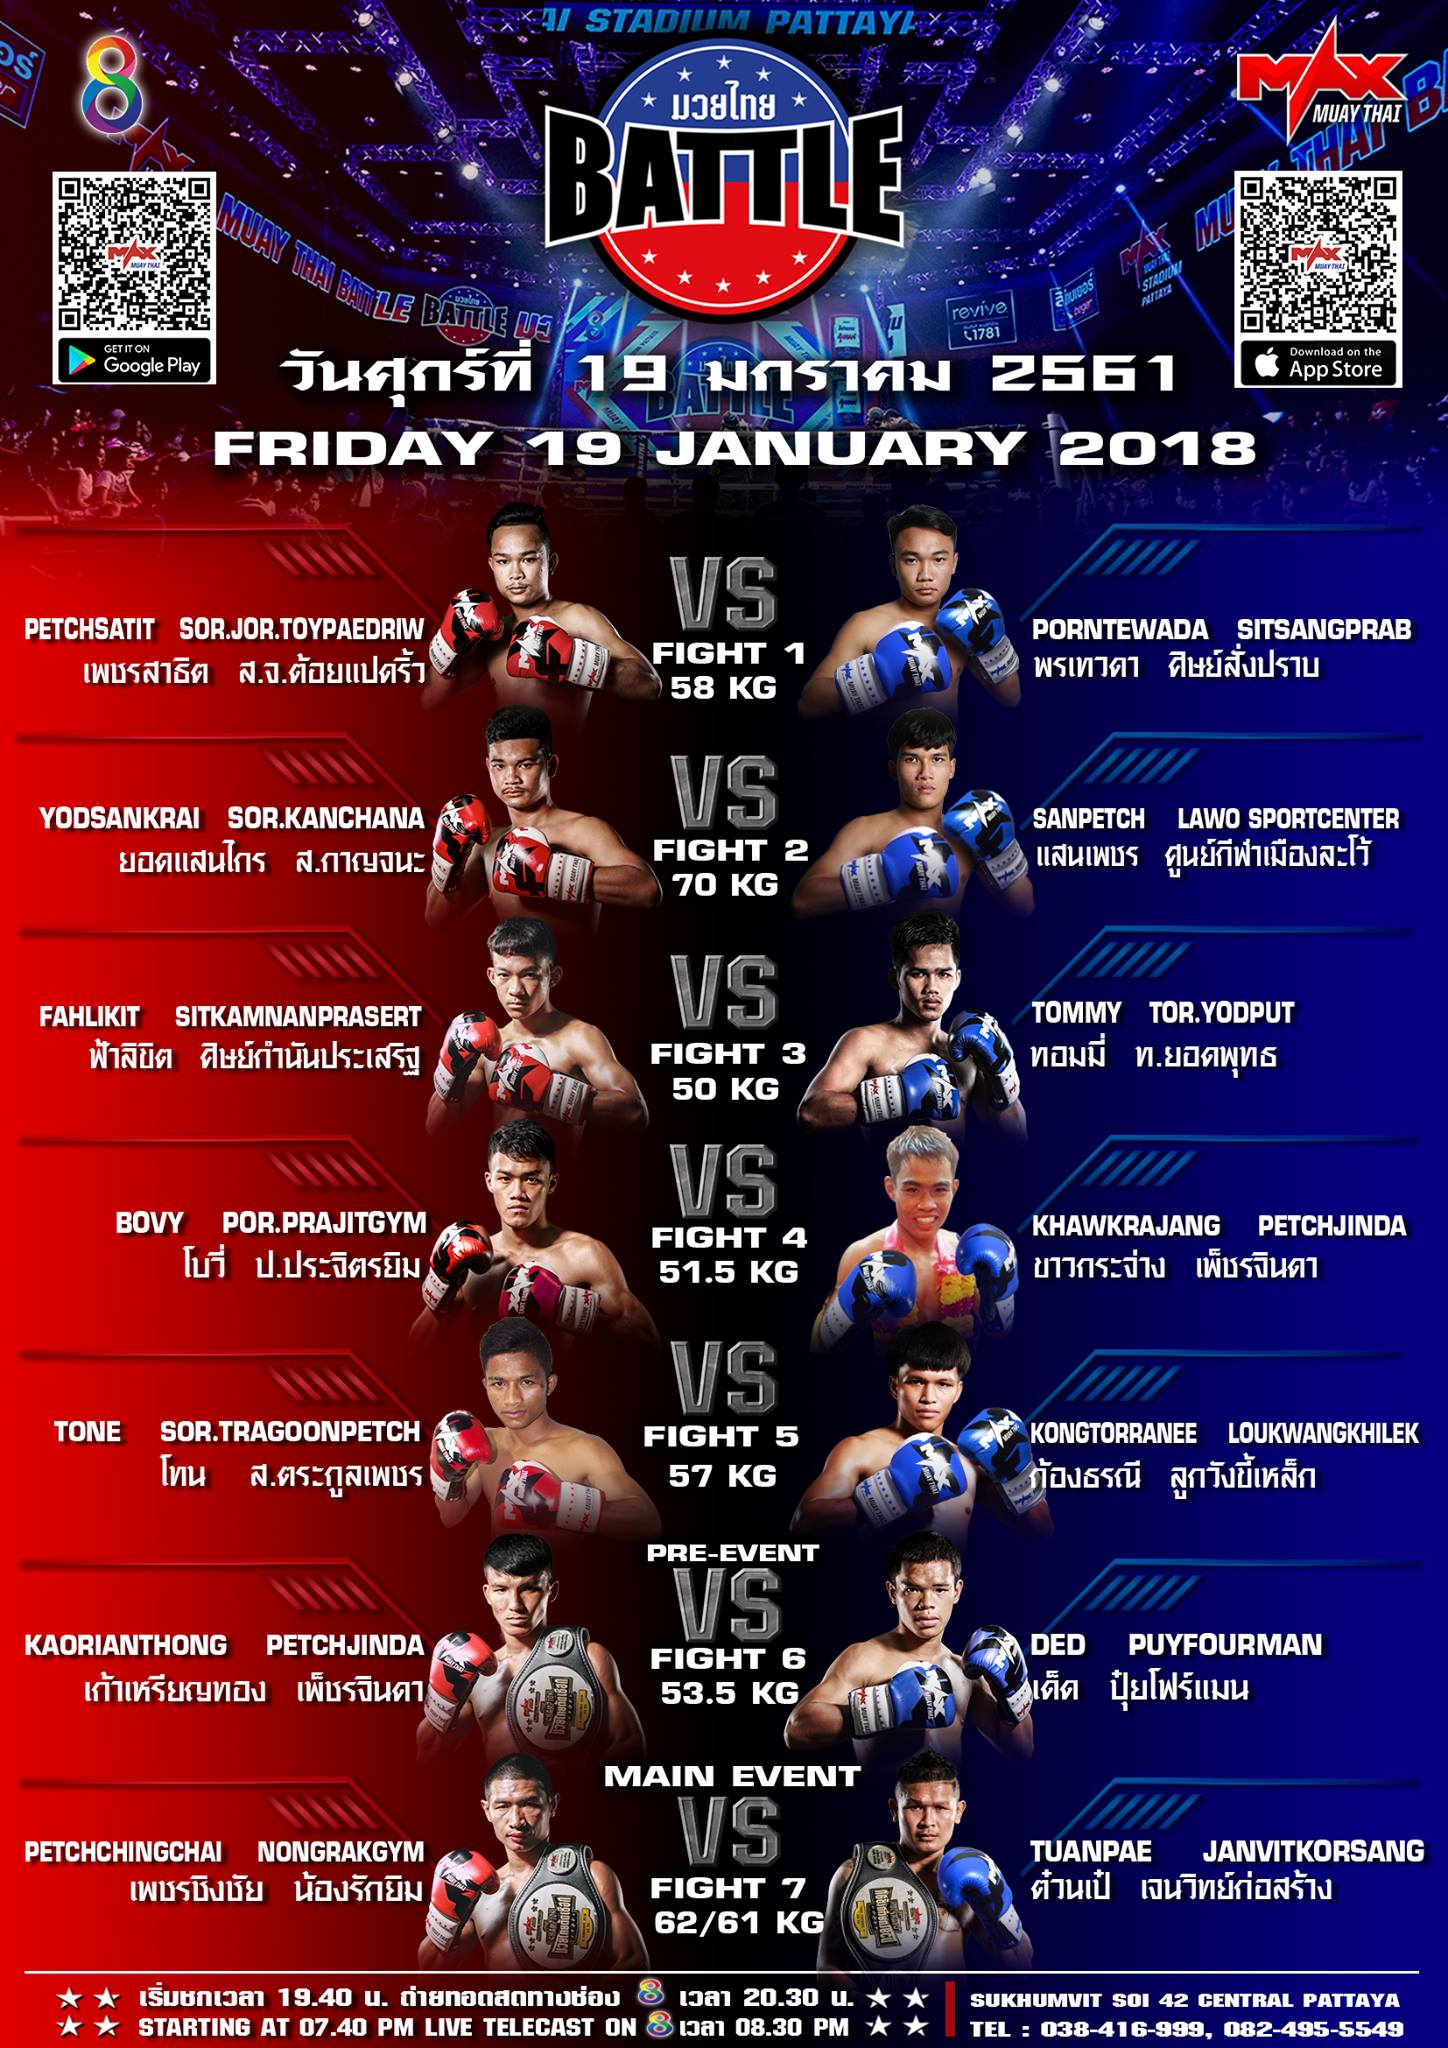 AI STADIUM PATTAYA
มวยไทย
BATTLE
MAX
MUAY THAI
GET IT ON
Google Play
Download on the
App Store
MUAY THAI BATTLE
revive
1781
วันศุกร์ที่ 19 มกราคม 2561
FRIDAY 19 JANUARY 2018
PETCHSATIT SOR.JOR.TOYPAEDRIW
เพชรสาธิต ส.จ.ต้อยแปดริ้ว
VS
FIGHT 1
58 KG
PORNTEWADA SITSANGPRAB
พรเทวดา ศิษย์สั่งปราบ
YODSANKRAI SOR.KANCHANA
ยอดแสนไกร ส.กาญจนะ
VS
FIGHT 2
70 KG
SANPETCH LAWO SPORTCENTER
แสนเพชร ศูนย์กีฬาเมืองละโว้
FAHLIKIT SITKAMNANPRASERT
ฟ้าลิขิต ศิษย์กำนันประเสริฐ
VS
FIGHT 3
50 KG
TOMMY TOR.YODPUT
ทอมมี่ ท.ยอดพุทธ
BOVY POR.PRAJITGYM
โบวี่ ป.ประจิตรยิม
VS
FIGHT 4
51.5 KG
KHAWKRAJANG PETCHJINDA
ขาวกระจ่าง เพ็ชรจินดา
TONE SOR.TRAGOONPETCH
โทน ส.ตระกูลเพชร
VS
FIGHT 5
57 KG
KONGTORRANEE LOUKWANGKHILEK
ก้องธรณี ลูกวังขี้เหล็ก
KAORIANTHONG PETCHJINDA
เก้าเหรียญทอง เพ็ชรจินดา
PRE-EVENT
VS
FIGHT 6
53.5 KG
DED PUYFOURMAN
เด็ด ปุ๋ยโฟร์แมน
PETCHCHINGCHAI NONGRAKGYM
เพชรชิงชัย น้องรักยิม
MAIN EVENT
VS
FIGHT 7
62/61 KG
TUANPAE JANVITKORSANG
ต๋วนเป๋ เจนวิทย์ก่อสร้าง
เริ่มชกเวลา 19.40 น. ถ่ายทอดสดทางช่อง 8 เวลา 20.30 น.
STARTING AT 07.40 PM LIVE TELECAST ON 8 เวลา 08.30 PM
SUKHUMVIT SOI 42 CENTRAL PATTAYA
TEL : 038-416-999, 082-495-5549